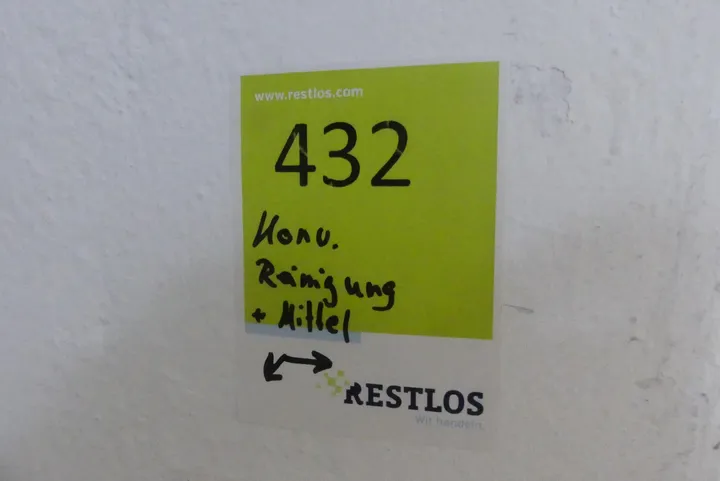 www.restlos.com
432
Konv.
Reinigung
+ Mittel
RESTLOS
Wir handeln.